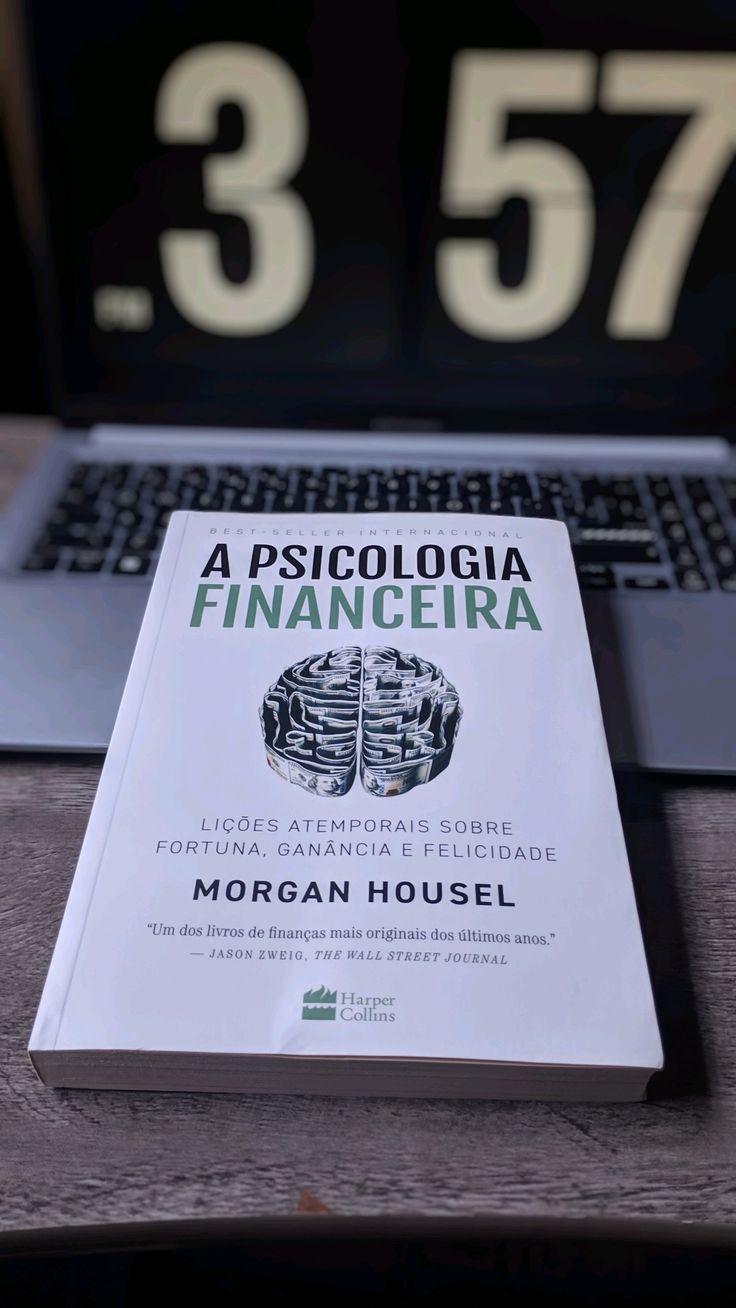 3 57
PM
BEST-SELLER INTERNACIONAL
A PSICOLOGIA
FINANCEIRA
LIÇÕES ATEMPORAIS SOBRE
FORTUNA, GANÂNCIA E FELICIDADE
MORGAN HOUSEL
“Um dos livros de finanças mais originais dos últimos anos.”
— JASON ZWEIG, THE WALL STREET JOURNAL
Harper
Collins